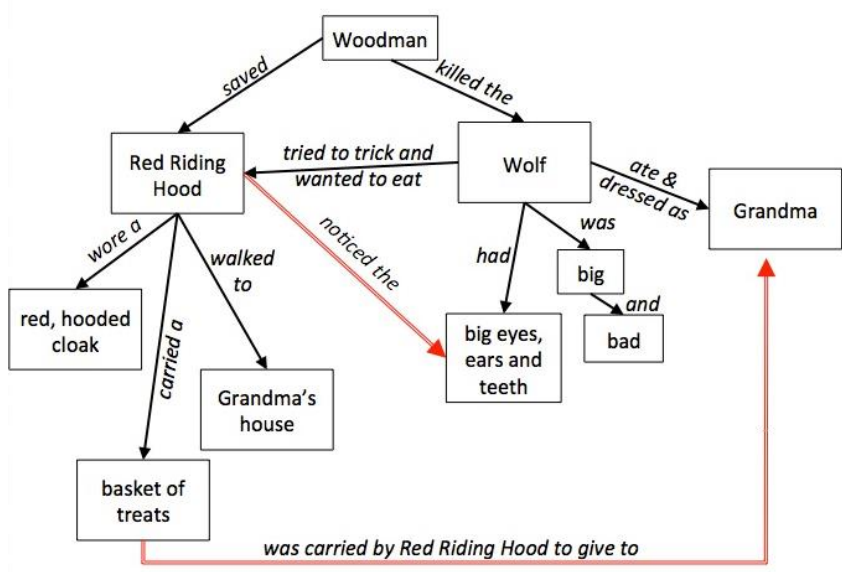 Woodman
saved
killed the
Red Riding
Hood
tried to trick and
wanted to eat
Wolf
ate &
dressed as
Grandma
wore a
walked
to
noticed the
had
was
big
and
bad
red, hooded
cloak
carried a
Grandma's
house
big eyes,
ears and
teeth
basket of
treats
was carried by Red Riding Hood to give to